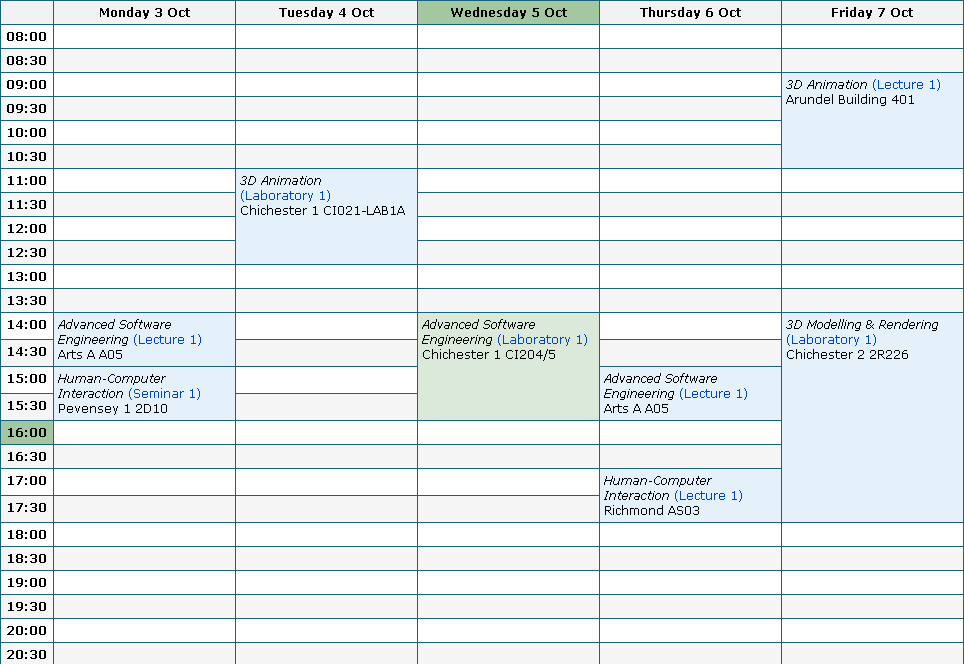 Monday 3 Oct
Tuesday 4 Oct
Wednesday 5 Oct
Thursday 6 Oct
Friday 7 Oct
08:00
08:30
09:00
3D Animation (Lecture 1)
Arundel Building 401
09:30
10:00
10:30
11:00
3D Animation
(Laboratory 1)
Chichester 1 CI021-LAB1A
11:30
12:00
12:30
13:00
13:30
14:00
Advanced Software
Engineering (Lecture 1)
Arts A A05
Advanced Software
Engineering (Laboratory 1)
Chichester 1 CI204/5
3D Modelling & Rendering
(Laboratory 1)
Chichester 2 2R226
14:30
15:00
Human-Computer
Interaction (Seminar 1)
Pevensey 1 2D10
Advanced Software
Engineering (Lecture 1)
Arts A A05
15:30
16:00
16:30
17:00
Human-Computer
Interaction (Lecture 1)
Richmond AS03
17:30
18:00
18:30
19:00
19:30
20:00
20:30